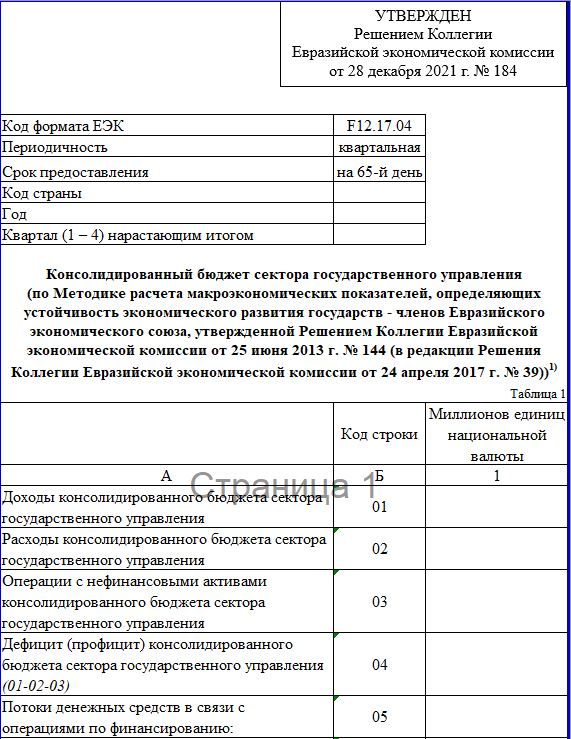 УТВЕРЖДЕН
Решением Коллегии
Евразийской экономической комиссии
от 28 декабря 2021 г. № 184
Код формата ЕЭК F12.17.04
Периодичность квартальная
Срок предоставления на 65-й день
Код страны
Год
Квартал (1 – 4) нарастающим итогом
Консолидированный бюджет сектора государственного управления
(по Методике расчета макроэкономических показателей, определяющих
устойчивость экономического развития государств - членов Евразийского
экономического союза, утвержденной Решением Коллегии Евразийской
экономической комиссии от 25 июня 2013 г. № 144 (в редакции Решения
Коллегии Евразийской экономической комиссии от 24 апреля 2017 г. № 39))1)
Таблица 1
Код строки
Миллионов единиц
национальной
валюты
А Б 1
Страница 1
Доходы консолидированного бюджета сектора
государственного управления
01
Расходы консолидированного бюджета сектора
государственного управления
02
Операции с нефинансовыми активами
консолидированного бюджета сектора
государственного управления
03
Дефицит (профицит) консолидированного
бюджета сектора государственного управления
(01-02-03)
04
Потоки денежных средств в связи с
операциями по финансированию:
05